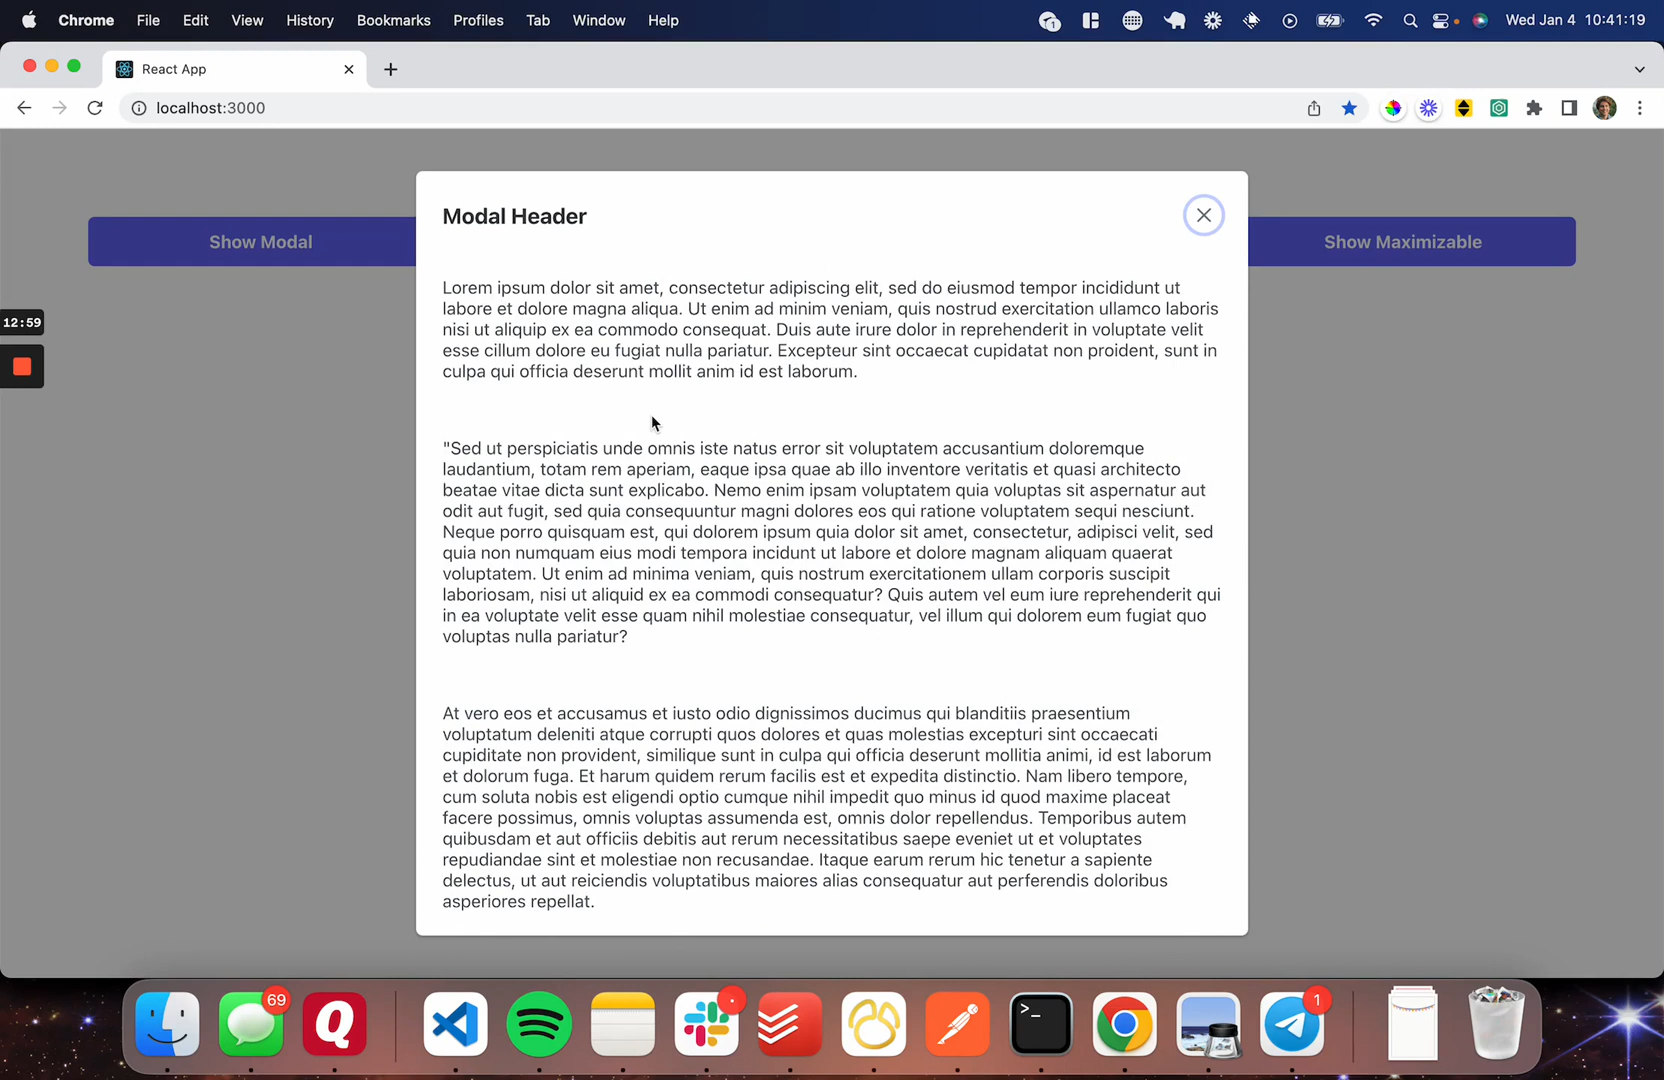 Chrome File Edit View History Bookmarks Profiles Tab Window Help 1 Wed Jan 4 10:41:19
React App
localhost:3000
Modal Header
Show Modal
Show Maximizable
Lorem ipsum dolor sit amet, consectetur adipiscing elit, sed do eiusmod tempor incididunt ut
labore et dolore magna aliqua. Ut enim ad minim veniam, quis nostrud exercitation ullamco laboris
nisi ut aliquip ex ea commodo consequat. Duis aute irure dolor in reprehenderit in voluptate velit
esse cillum dolore eu fugiat nulla pariatur. Excepteur sint occaecat cupidatat non proident, sunt in
culpa qui officia deserunt mollit anim id est laborum.
12:59
"Sed ut perspiciatis unde omnis iste natus error sit voluptatem accusantium doloremque
laudantium, totam rem aperiam, eaque ipsa quae ab illo inventore veritatis et quasi architecto
beatae vitae dicta sunt explicabo. Nemo enim ipsam voluptatem quia voluptas sit aspernatur aut
odit aut fugit, sed quia consequuntur magni dolores eos qui ratione voluptatem sequi nesciunt.
Neque porro quisquam est, qui dolorem ipsum quia dolor sit amet, consectetur, adipisci velit, sed
quia non numquam eius modi tempora incidunt ut labore et dolore magnam aliquam quaerat
voluptatem. Ut enim ad minima veniam, quis nostrum exercitationem ullam corporis suscipit
laboriosam, nisi ut aliquid ex ea commodi consequatur? Quis autem vel eum iure reprehenderit qui
in ea voluptate velit esse quam nihil molestiae consequatur, vel illum qui dolorem eum fugiat quo
voluptas nulla pariatur?
At vero eos et accusamus et iusto odio dignissimos ducimus qui blanditiis praesentium
voluptatum deleniti atque corrupti quos dolores et quas molestias excepturi sint occaecati
cupiditate non provident, similique sunt in culpa qui officia deserunt mollitia animi, id est laborum
et dolorum fuga. Et harum quidem rerum facilis est et expedita distinctio. Nam libero tempore,
cum soluta nobis est eligendi optio cumque nihil impedit quo minus id quod maxime placeat
facere possimus, omnis voluptas assumenda est, omnis dolor repellendus. Temporibus autem
quibusdam et aut officiis debitis aut rerum necessitatibus saepe eveniet ut et voluptates
repudiandae sint et molestiae non recusandae. Itaque earum rerum hic tenetur a sapiente
delectus, ut aut reiciendis voluptatibus maiores alias consequatur aut perferendis doloribus
asperiores repellat.
69
1